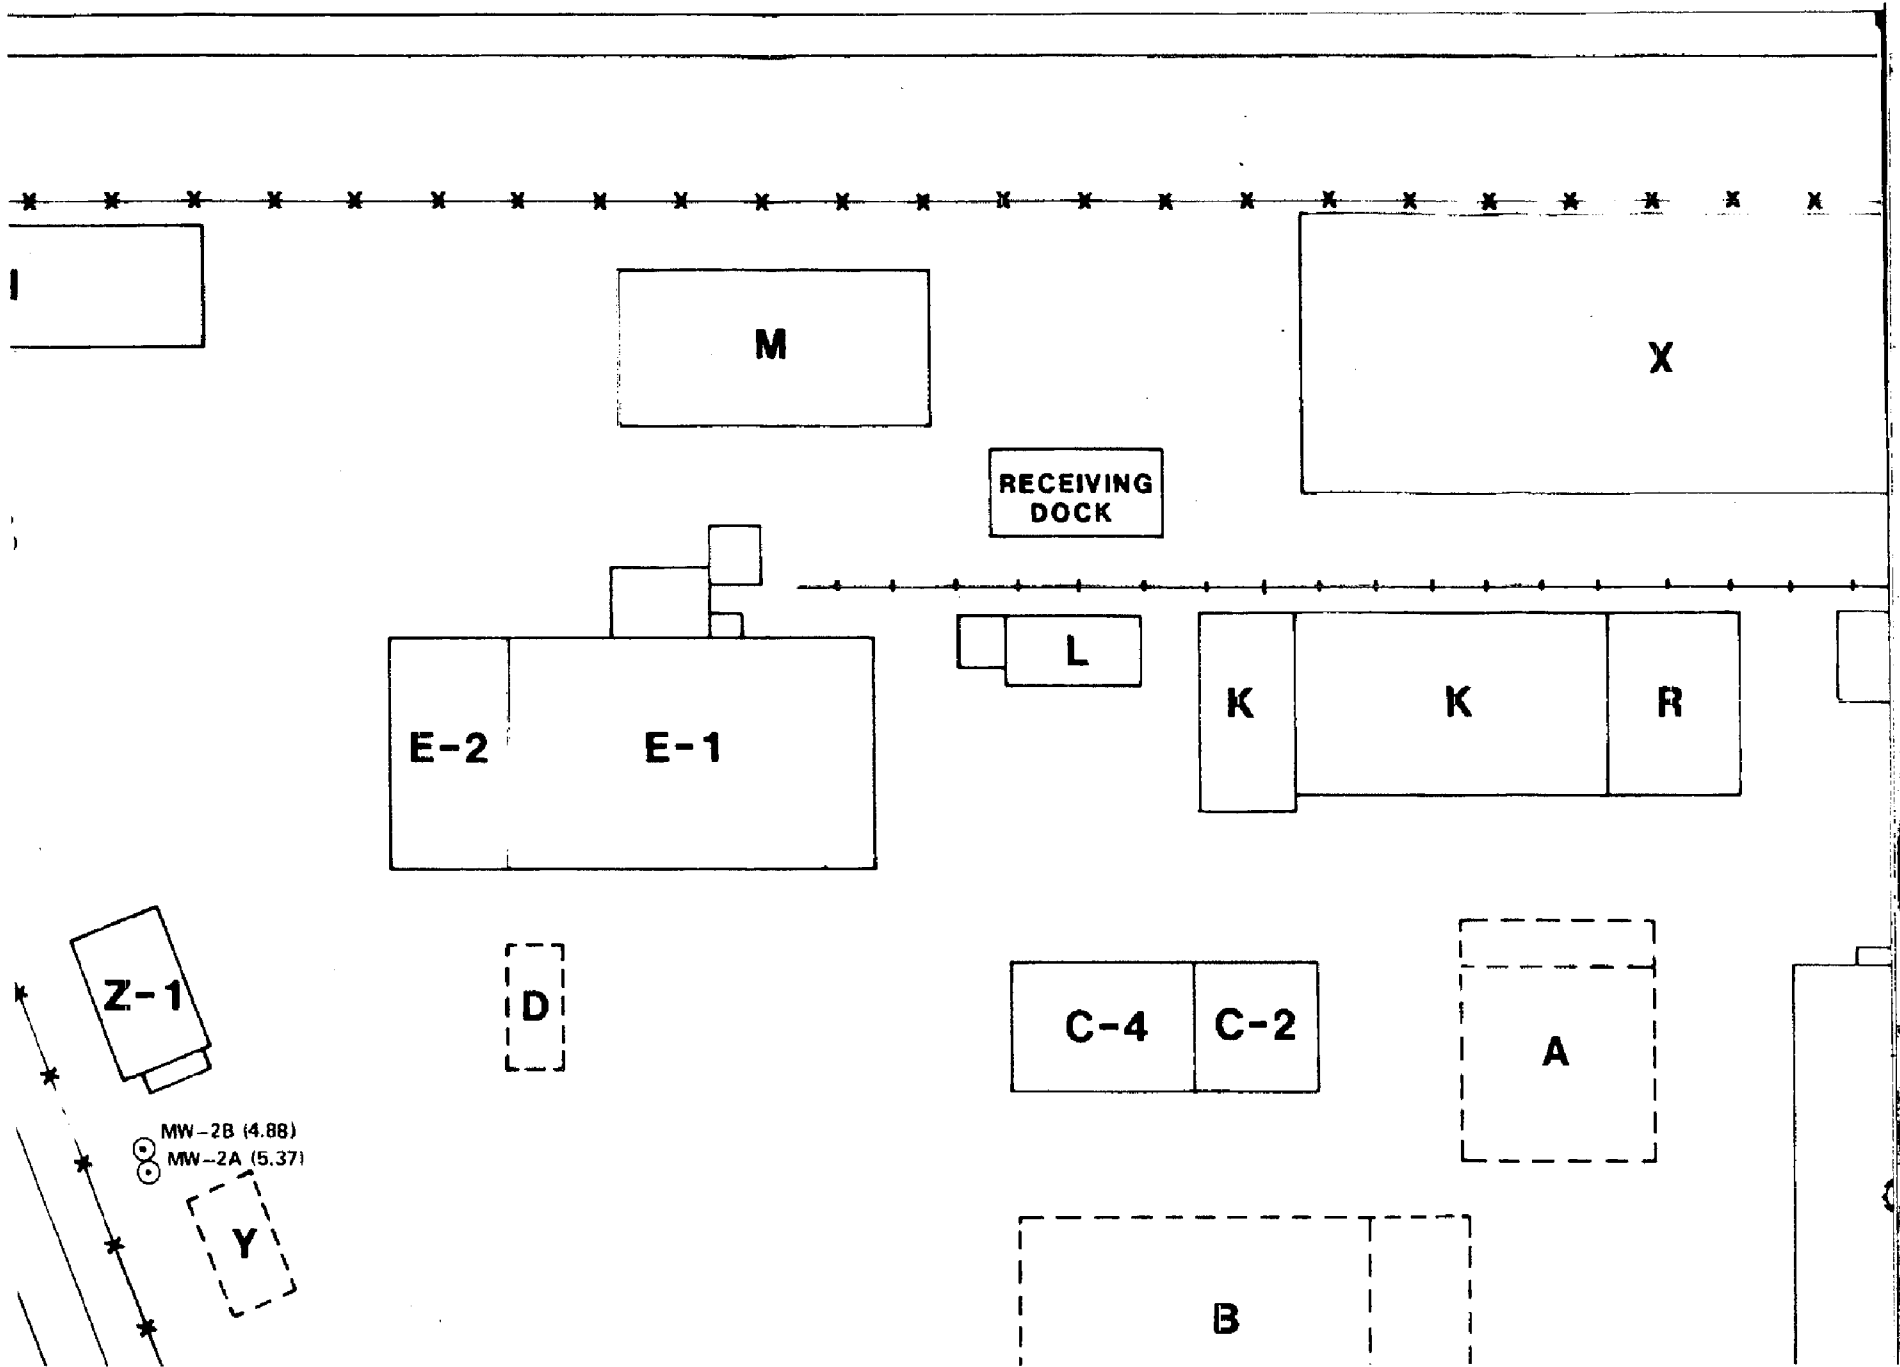 I
M
X
RECEIVING
DOCK
L
K
K
R
E-2
E-1
Z-1
D
C-4
C-2
A
MW-2B (4.88)
MW-2A (5.37)
Y
B